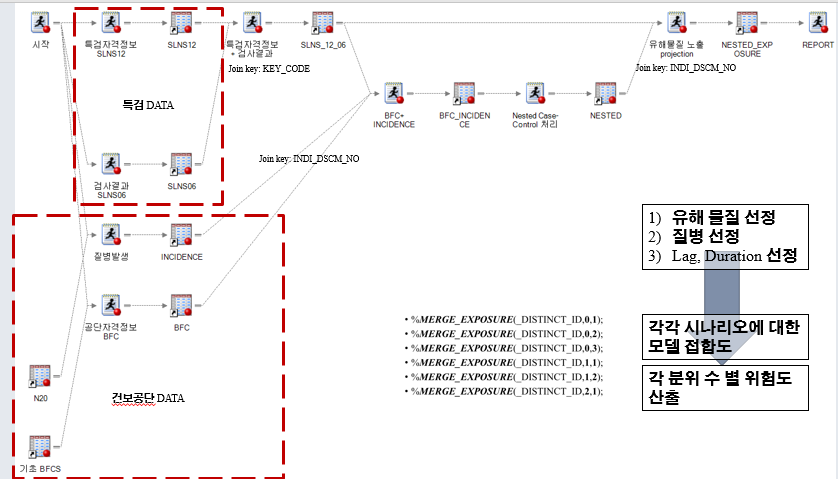 시작
특검자격정보
SLNS12
SLNS12
특검자격정보
+ 검사결과
SLNS_12_06
유해물질 노출
projection
NESTED_EXP
OSURE
REPORT
Join key: KEY_CODE
Join key: INDI_DSCM_NO
특검 DATA
BFC+
INCIDENCE
BFC_INCIDEN
CE
Nested Case-
Control 처리
NESTED
Join key: INDI_DSCM_NO
검사결과
SLNS06
SLNS06
질병발생
INCIDENCE
공단자격정보
BFC
BFC
N20
건보공단 DATA
기초 BFCS
• %MERGE_EXPOSURE(_DISTINCT_ID,0,1);
• %MERGE_EXPOSURE(_DISTINCT_ID,0,2);
• %MERGE_EXPOSURE(_DISTINCT_ID,0,3);
• %MERGE_EXPOSURE(_DISTINCT_ID,1,1);
• %MERGE_EXPOSURE(_DISTINCT_ID,1,2);
• %MERGE_EXPOSURE(_DISTINCT_ID,2,1);
1) 유해 물질 선정
2) 질병 선정
3) Lag, Duration 선정
각각 시나리오에 대한
모델 접합도
각 분위 수 별 위험도
산출